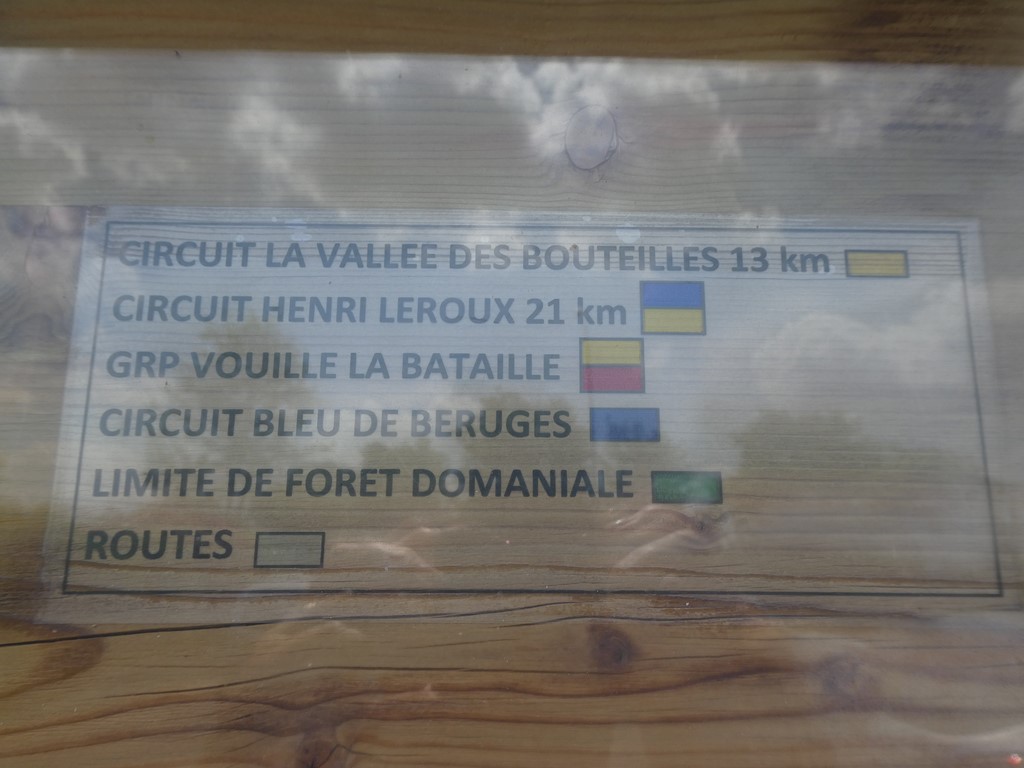 CIRCUIT LA VALLEE DES BOUTEILLES 13 km
CIRCUIT HENRI LEROUX 21 km
GRP VOUILLE LA BATAILLE
CIRCUIT BLEU DE BERUGES
LIMITE DE FORET DOMANIALE
ROUTES